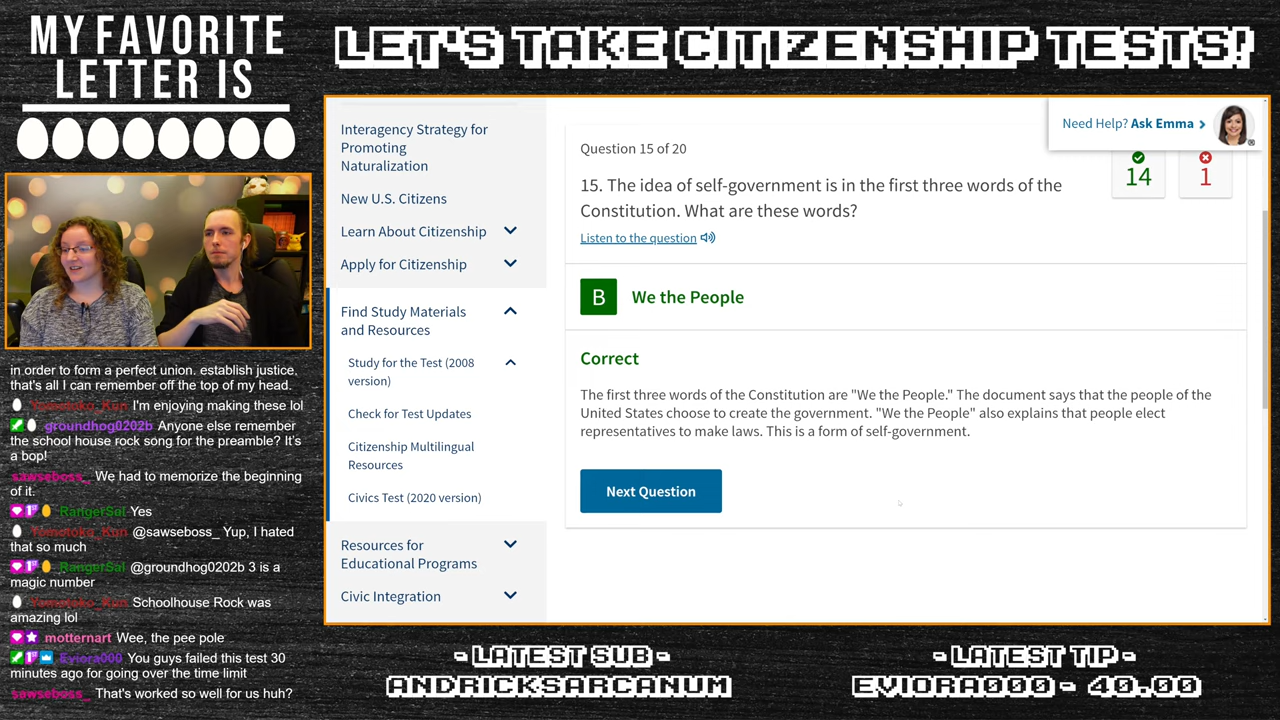 MY FAVORITE
LETTER IS
LET'S TAKE CITIZENSHIP TESTS!
Interagency Strategy for
Promoting
Naturalization
New U.S. Citizens
Learn About Citizenship
Apply for Citizenship
Find Study Materials
and Resources
Study for the Test (2008
version)
Check for Test Updates
Citizenship Multilingual
Resources
Civics Test (2020 version)
Resources for
Educational Programs
Civic Integration
Need Help? Ask Emma
Question 15 of 20
14
1
15. The idea of self-government is in the first three words of the
Constitution. What are these words?
Listen to the question
B We the People
Correct
The first three words of the Constitution are "We the People." The document says that the people of the
United States choose to create the government. "We the People" also explains that people elect
representatives to make laws. This is a form of self-government.
Next Question
in order to form a perfect union. establish justice,
that's all I can remember off the top of my head.
Yomotoko_Kon I'm enjoying making these lol
groundhog0202b Anyone else remember
the school house rock song for the preamble? It's
a bop!
sawseboss_ We had to memorize the beginning
of it.
RangerSal Yes
Yomotoko_Kon @sawseboss_ Yup, I hated
that so much
RangerSal @groundhog0202b 3 is a
magic number
Yomotoko_Kon Schoolhouse Rock was
amazing lol
motternart Wee, the pee pole
Eviora000 You guys failed this test 30
minutes ago for going over the time limit
sawseboss_ That's worked so well for us huh?
- LATEST SUB -
ANDRICKSARCANUM
- LATEST TIP -
EVIORA000 - 40.00